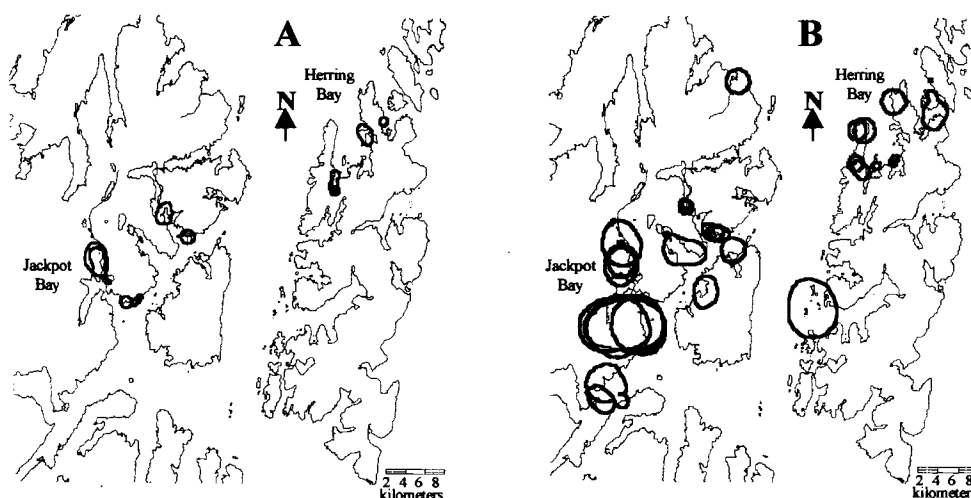 A
Herring
Bay
N
Jackpot
Bay
2 4 6 8
kilometers
B
Herring
Bay
N
Jackpot
Bay
2 4 6 8
kilometers